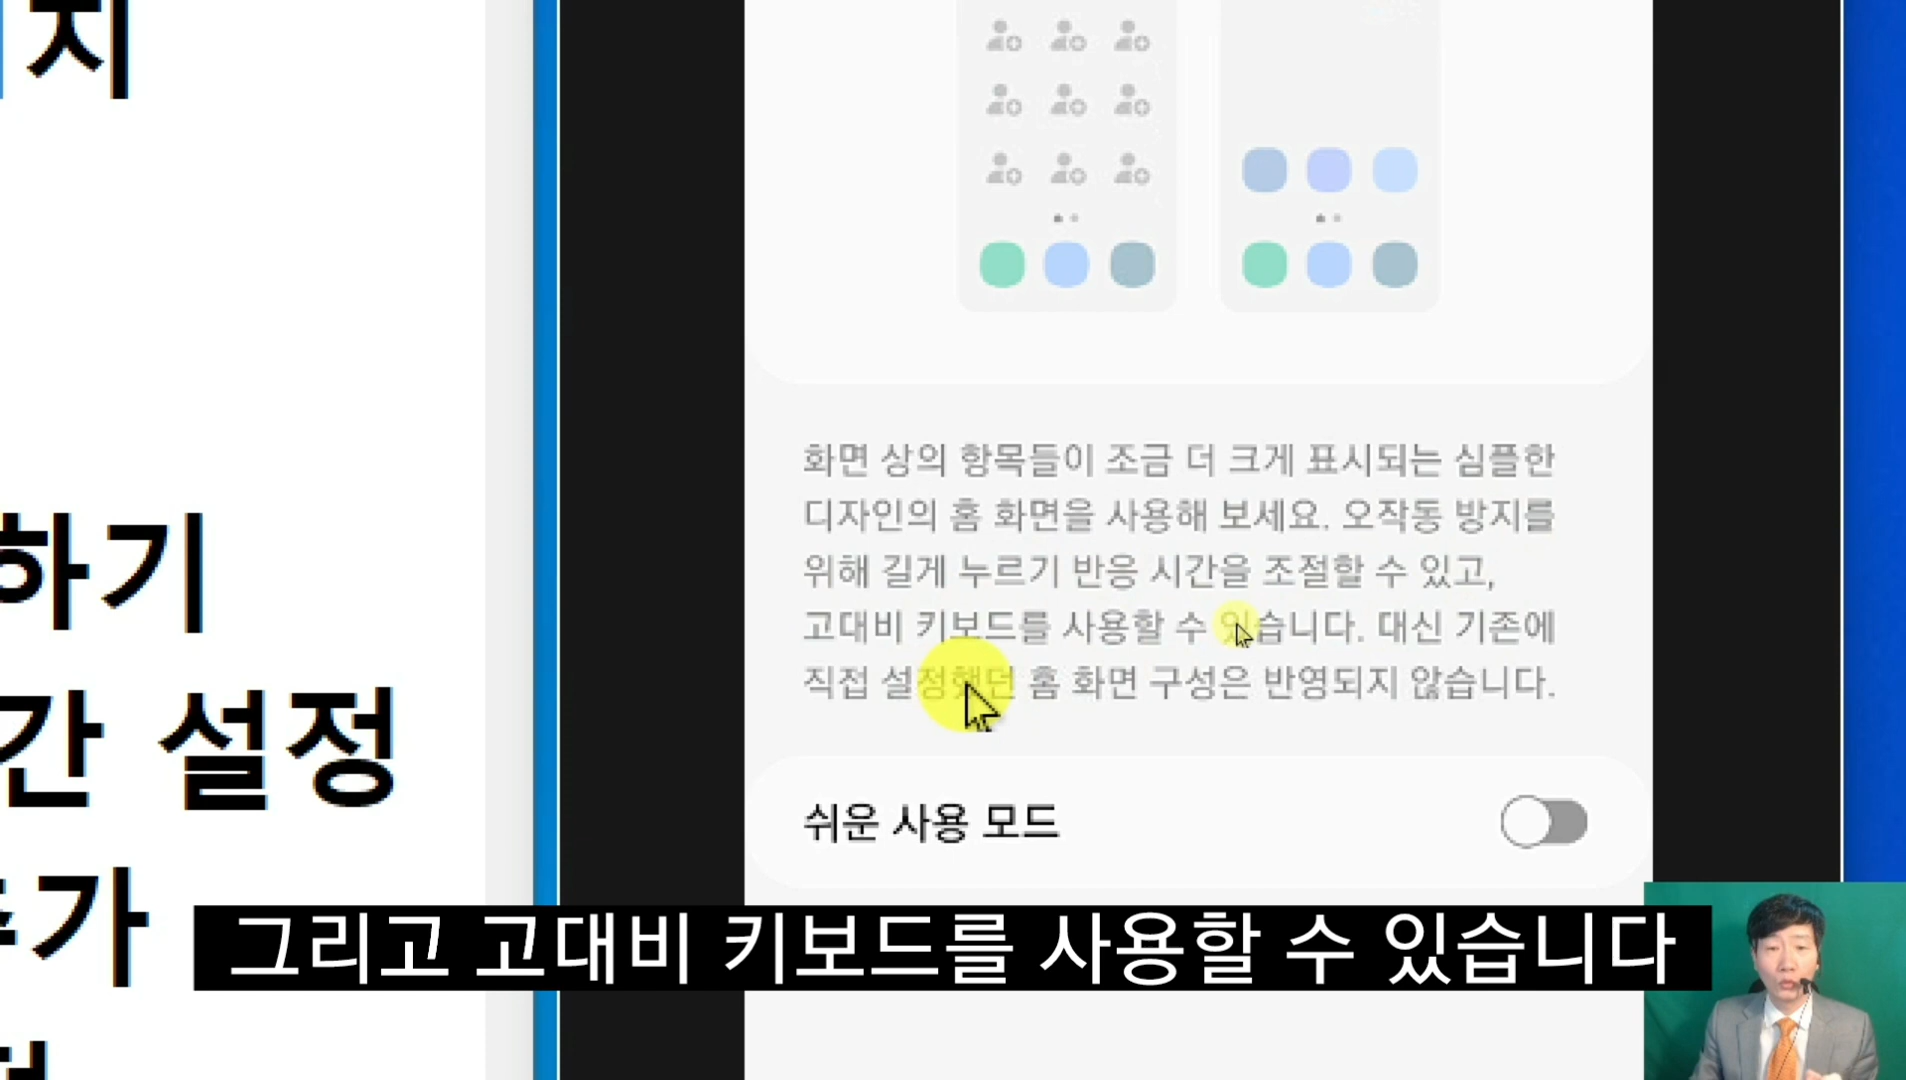 지
하기
간 설정
가
화면 상의 항목들이 조금 더 크게 표시되는 심플한
디자인의 홈 화면을 사용해 보세요. 오작동 방지를
위해 길게 누르기 반응 시간을 조절할 수 있고,
고대비 키보드를 사용할 수 있습니다. 대신 기존에
직접 설정했던 홈 화면 구성은 반영되지 않습니다.
쉬운 사용 모드
그리고 고대비 키보드를 사용할 수 있습니다